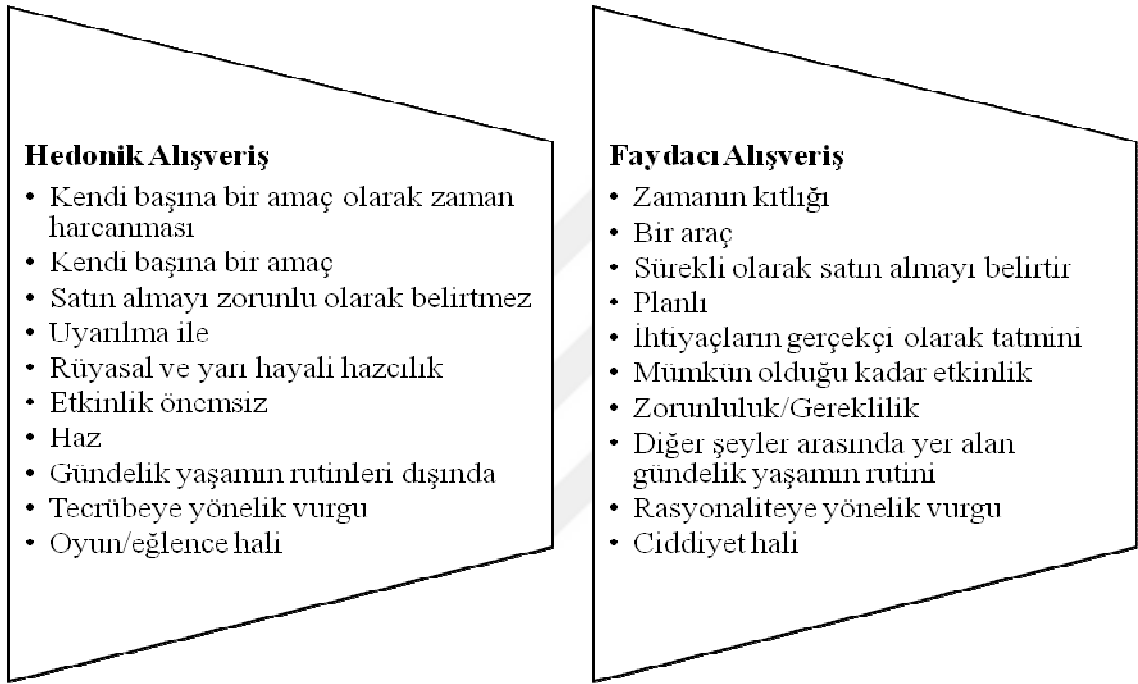 Hedonik Alışveriş
• Kendi başına bir amaç olarak zaman
harcanması
• Kendi başına bir amaç
• Satın almayı zorunlu olarak belirtmez
• Uyarılma ile
• Rüyasal ve yarı hayali hazcılık
• Etkinlik önemsiz
• Haz
• Gündelik yaşamın rutinleri dışında
• Tecrübeye yönelik vurgu
• Oyun/eğlence hali
Faydacı Alışveriş
• Zamanın kıtlığı
• Bir araç
• Sürekli olarak satın almayı belirtir
• Planlı
• İhtiyaçların gerçekçi olarak tatmini
• Mümkün olduğu kadar etkinlik
• Zorunluluk/Gereklilik
• Diğer şeyler arasında yer alan
gündelik yaşamın rutini
• Rasyonaliteye yönelik vurgu
• Ciddiyet hali